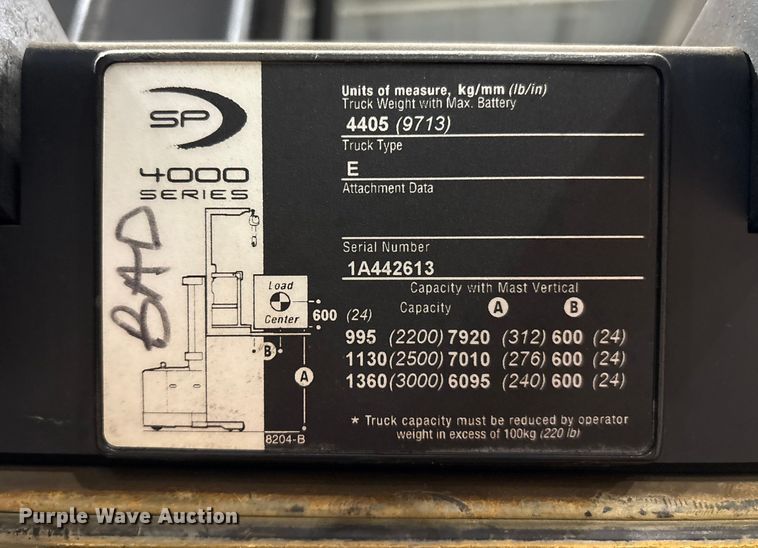 SP
4000
SERIES
BAD
Load
Center
600 (24)
B
A
8204-B
Units of measure, kg/mm (lb/in)
Truck Weight with Max. Battery
4405 (9713)
Truck Type
E
Attachment Data
Serial Number
1A442613
Capacity with Mast Vertical
Capacity A B
995 (2200) 7920 (312) 600 (24)
1130 (2500) 7010 (276) 600 (24)
1360 (3000) 6095 (240) 600 (24)
* Truck capacity must be reduced by operator
weight in excess of 100kg (220 lb)
Purple Wave Auction